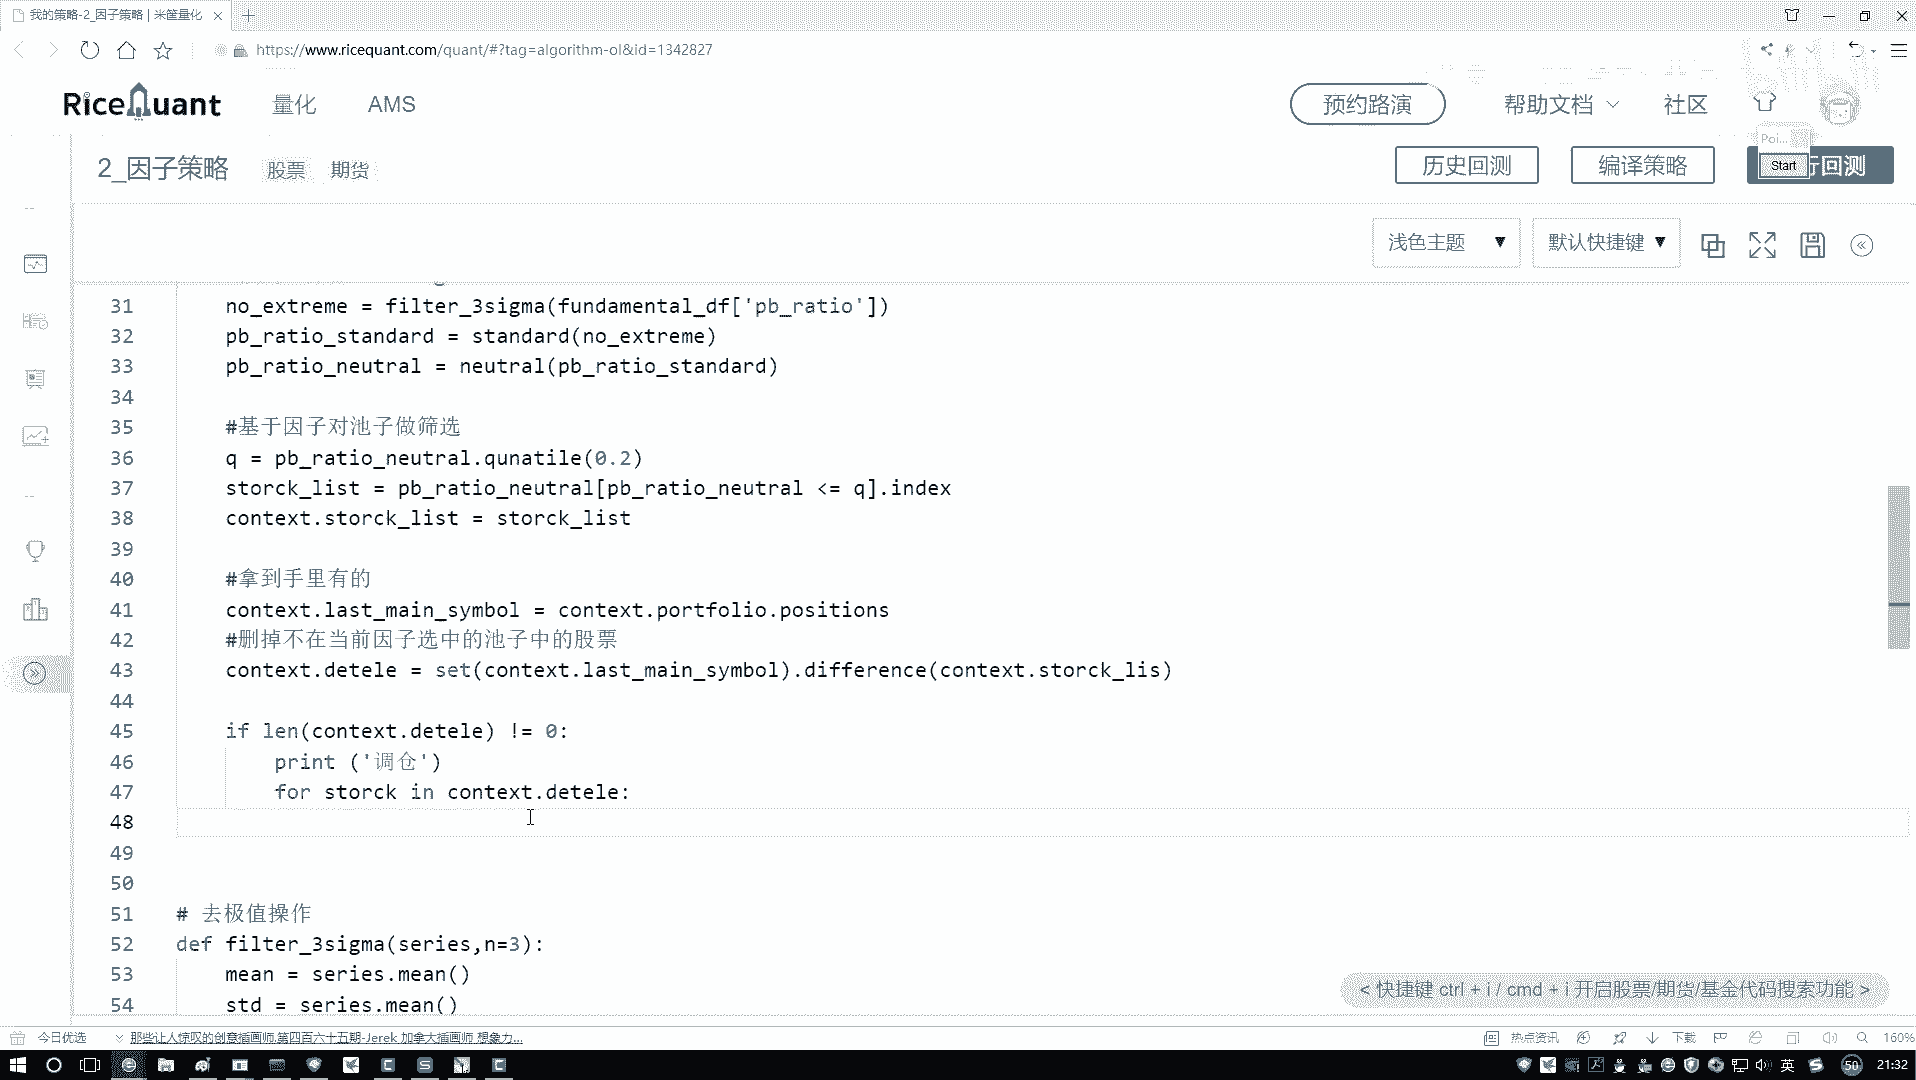 我的策略-2_因子策略 | 米筐量化
https://www.ricequant.com/quant/#?tag=algorithm-ol&id=1342827
RiceQuant
量化
AMS
预约路演
帮助文档
社区
Poi...
2_因子策略
股票
期货
历史回测
编译策略
Start
行回测
浅色主题
默认快捷键
31 no_extreme = filter_3sigma(fundamental_df['pb_ratio'])
32 pb_ratio_standard = standard(no_extreme)
33 pb_ratio_neutral = neutral(pb_ratio_standard)
34
35 #基于因子对池子做筛选
36 q = pb_ratio_neutral.qunatile(0.2)
37 storck_list = pb_ratio_neutral[pb_ratio_neutral <= q].index
38 context.storck_list = storck_list
39
40 #拿到手里有的
41 context.last_main_symbol = context.portfolio.positions
42 #删掉不在当前因子选中的池子中的股票
43 context.detele = set(context.last_main_symbol).difference(context.storck_lis)
44
45 if len(context.detele) != 0:
46 print ('调仓')
47 for storck in context.detele:
48
49
50
51 # 去极值操作
52 def filter_3sigma(series,n=3):
53 mean = series.mean()
54 std = series.mean()
< 快捷键 ctrl + i / cmd + i 开启股票/期货/基金代码搜索功能 >
今日优选
那些让人惊叹的创意插画师.第四百六十五期-Jerek 加拿大插画师 想象力...
热点资讯
下载
160%
英
50
21:32